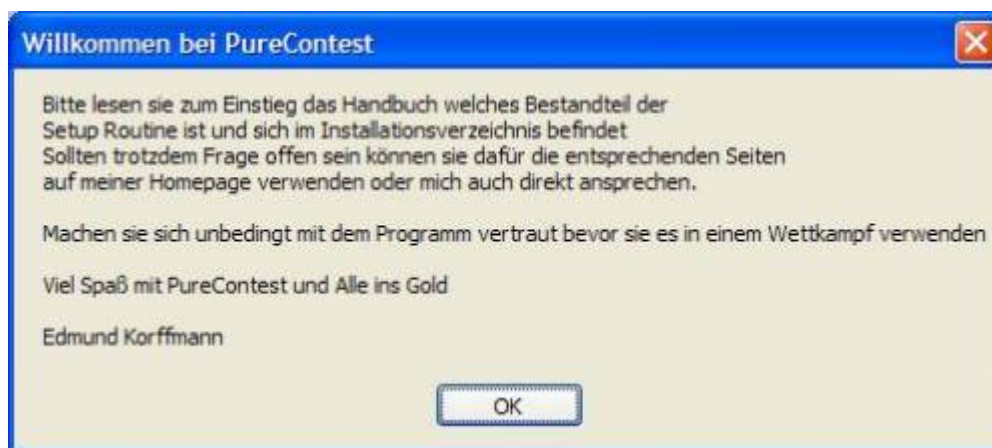 Willkommen bei PureContest
Bitte lesen sie zum Einstieg das Handbuch welches Bestandteil der
Setup Routine ist und sich im Installationsverzeichnis befindet
Sollten trotzdem Frage offen sein können sie dafür die entsprechenden Seiten
auf meiner Homepage verwenden oder mich auch direkt ansprechen.
Machen sie sich unbedingt mit dem Programm vertraut bevor sie es in einem Wettkampf verwenden
Viel Spaß mit PureContest und Alle ins Gold
Edmund Korffmann
OK